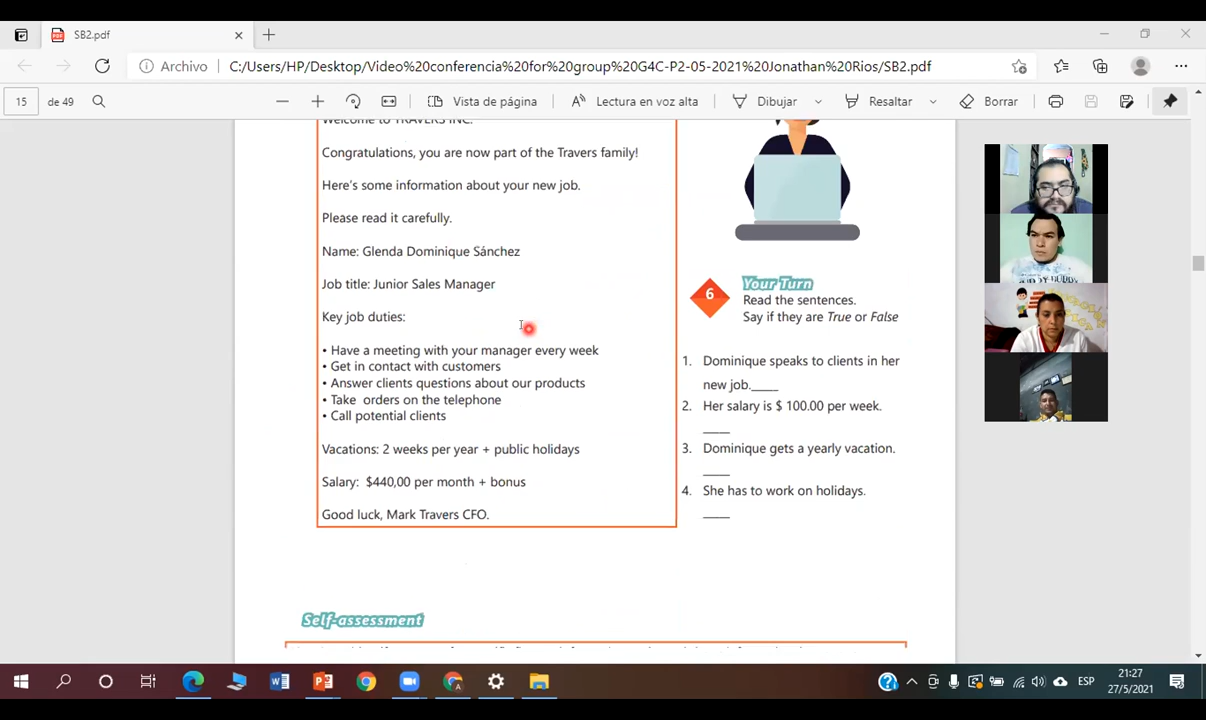 SB2.pdf
Archivo
C:/Users/HP/Desktop/Video%20conferencia%20for%20group%20G4C-P2-05-2021%20Jonathan%20Rios/SB2.pdf
15 de 49
Vista de página
Lectura en voz alta
Dibujar
Resaltar
Borrar
Welcome to TRAVERS INC.
Congratulations, you are now part of the Travers family!
Here's some information about your new job.
Please read it carefully.
Name: Glenda Dominique Sánchez
Job title: Junior Sales Manager
Key job duties:
• Have a meeting with your manager every week
• Get in contact with customers
• Answer clients questions about our products
• Take orders on the telephone
• Call potential clients
Vacations: 2 weeks per year + public holidays
Salary: $440,00 per month + bonus
Good luck, Mark Travers CFO.
6
Your Turn
Read the sentences.
Say if they are True or False
1. Dominique speaks to clients in her
new job.____
2. Her salary is $ 100.00 per week.
____
3. Dominique gets a yearly vacation.
____
4. She has to work on holidays.
____
Self-assessment
ESP
21:27
27/5/2021